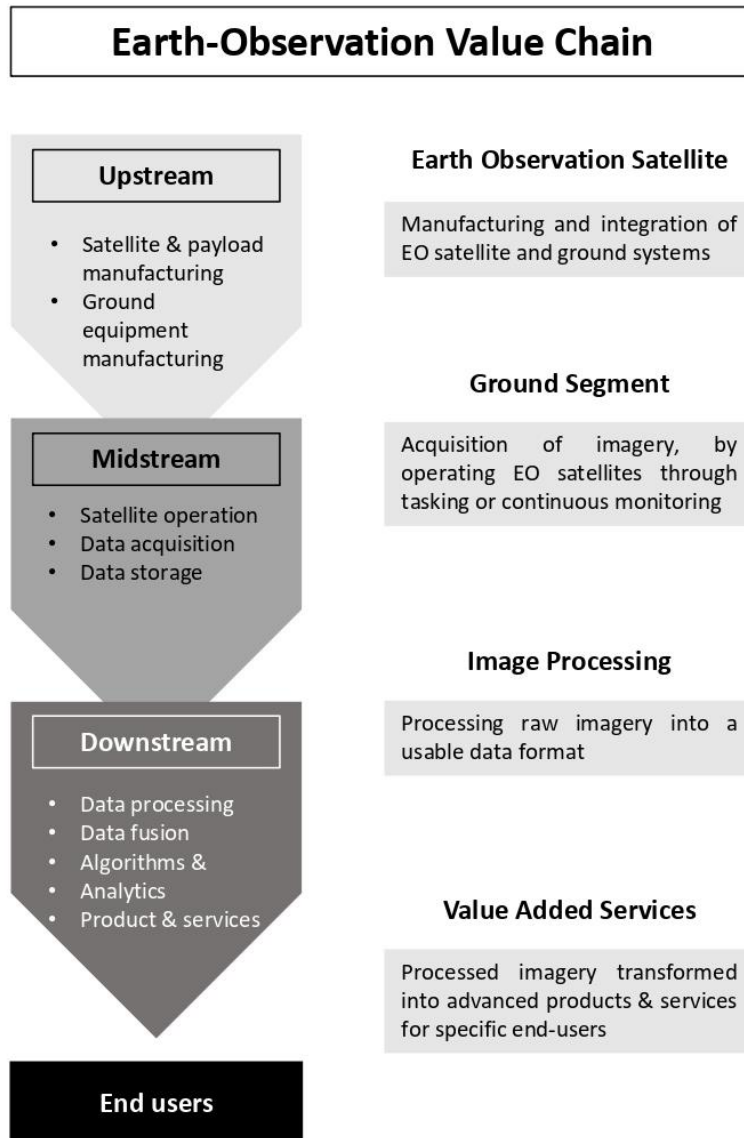 Earth-Observation Value Chain
Upstream
• Satellite & payload
manufacturing
• Ground
equipment
manufacturing
Earth Observation Satellite
Manufacturing and integration of
EO satellite and ground systems
Midstream
• Satellite operation
• Data acquisition
• Data storage
Ground Segment
Acquisition of imagery, by
operating EO satellites through
tasking or continuous monitoring
Downstream
• Data processing
• Data fusion
• Algorithms &
• Analytics
• Product & services
Image Processing
Processing raw imagery into a
usable data format
Value Added Services
Processed imagery transformed
into advanced products & services
for specific end-users
End users